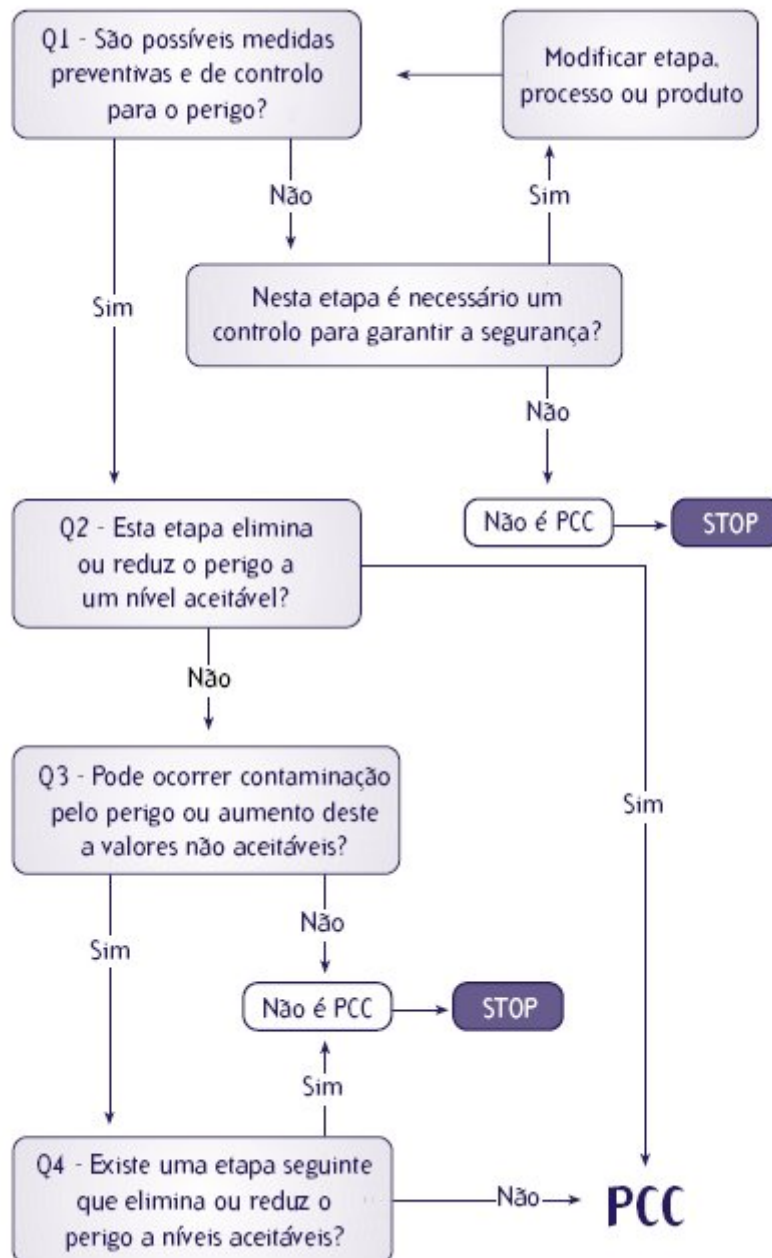 Q1 - São possíveis medidas
preventivas e de controlo
para o perigo?
Modificar etapa,
processo ou produto
Não
Sim
Sim
Nesta etapa é necessário um
controlo para garantir a segurança?
Não
Não é PCC
STOP
Q2 - Esta etapa elimina
ou reduz o perigo a
um nível aceitável?
Não
Sim
Q3 - Pode ocorrer contaminação
pelo perigo ou aumento deste
a valores não aceitáveis?
Não
Sim
Não é PCC
STOP
Sim
Q4 - Existe uma etapa seguinte
que elimina ou reduz o
perigo a níveis aceitáveis?
Não
PCC